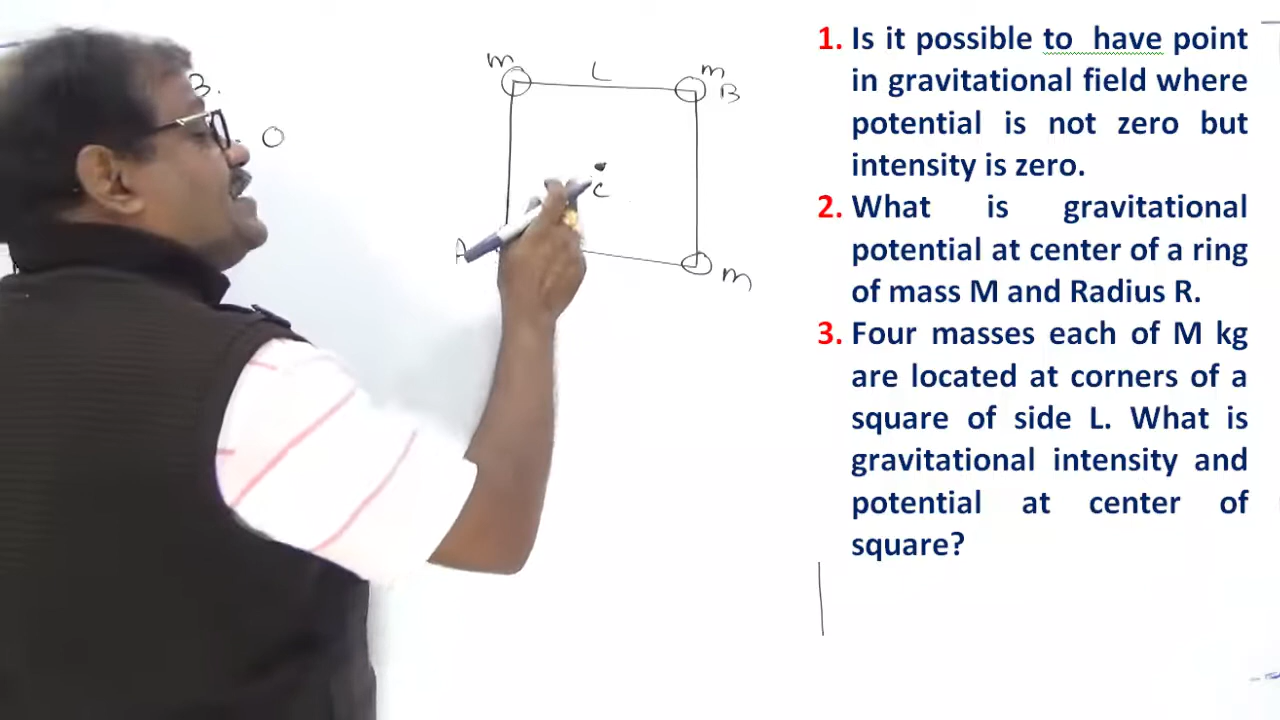 3.
0
m L m
B
C
A
m
1. Is it possible to have point
in gravitational field where
potential is not zero but
intensity is zero.
2. What is gravitational
potential at center of a ring
of mass M and Radius R.
3. Four masses each of M kg
are located at corners of a
square of side L. What is
gravitational intensity and
potential at center of
square?